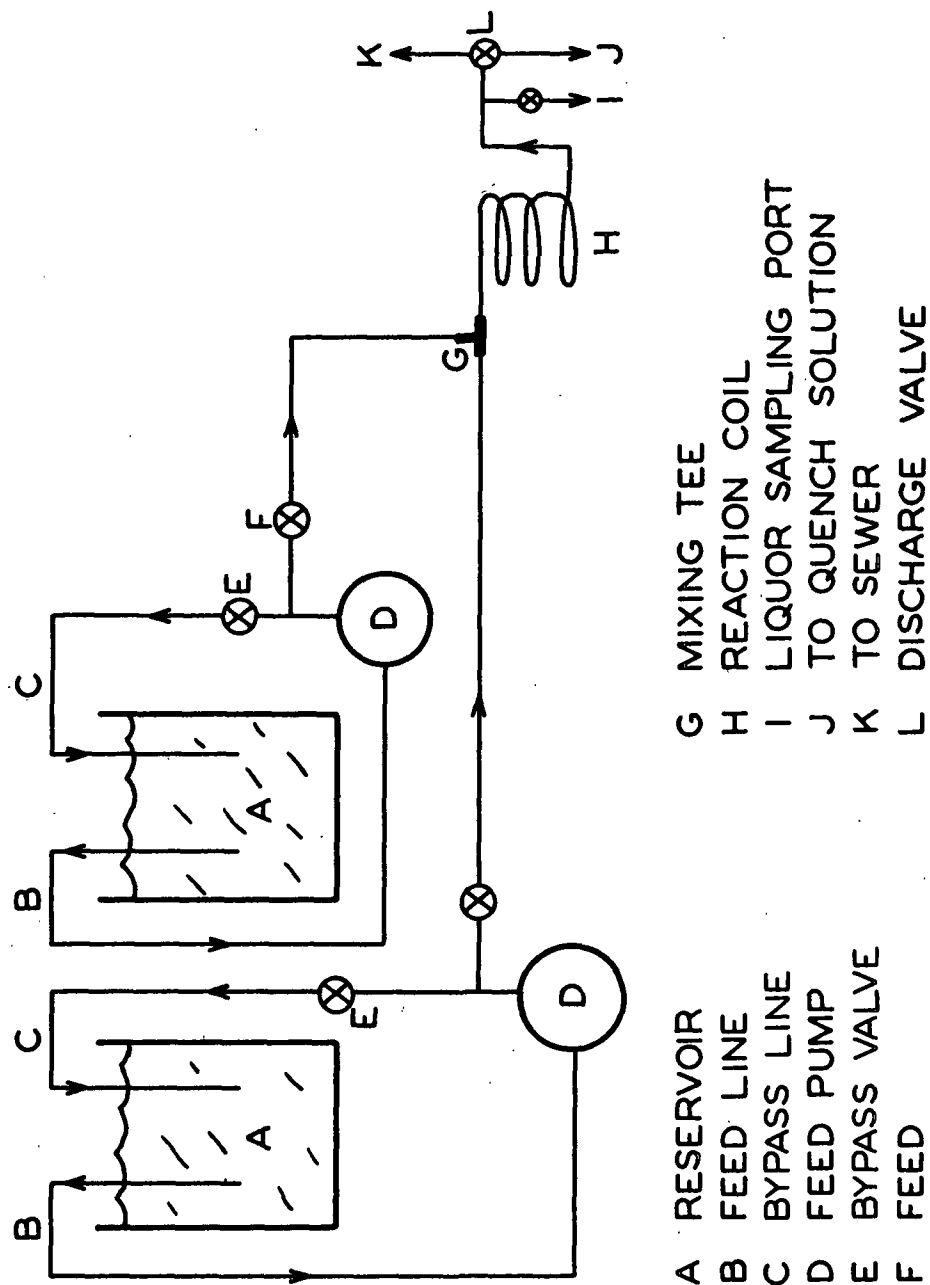 B
C
B
C
A
A
E
E
F
D
D
G
H
K
L
I
J
A RESERVOIR
B FEED LINE
C BYPASS LINE
D FEED PUMP
E BYPASS VALVE
F FEED
G MIXING TEE
H REACTION COIL
I LIQUOR SAMPLING PORT
J TO QUENCH SOLUTION
K TO SEWER
L DISCHARGE VALVE